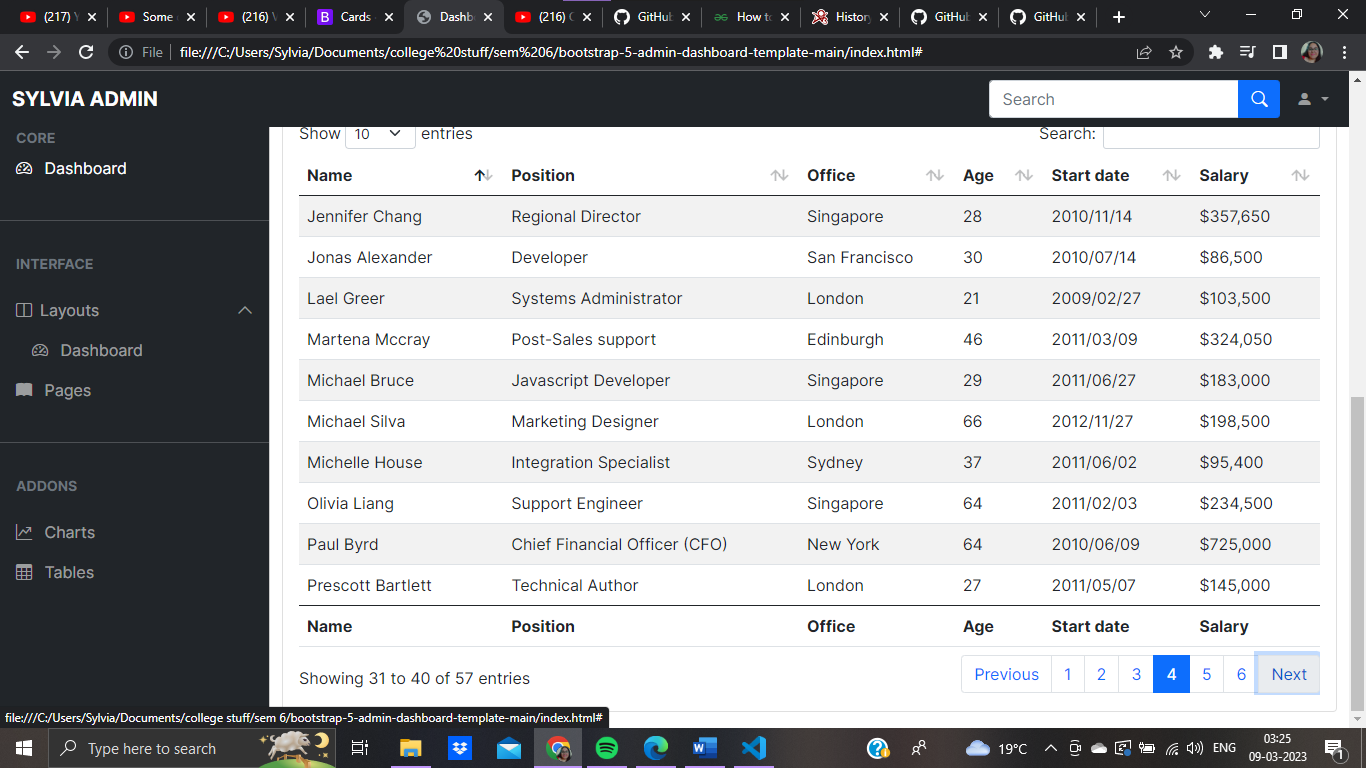 (217) Y
Some
(216) V
Cards
Dashb
(216) C
GitHub
How to
History
GitHub
GitHub
File file:///C:/Users/Sylvia/Documents/college%20stuff/sem%206/bootstrap-5-admin-dashboard-template-main/index.html#
SYLVIA ADMIN
Search
CORE
Dashboard
INTERFACE
Layouts
Dashboard
Pages
ADDONS
Charts
Tables
Show 10 entries Search:
Name Position Office Age Start date Salary
Jennifer Chang Regional Director Singapore 28 2010/11/14 $357,650
Jonas Alexander Developer San Francisco 30 2010/07/14 $86,500
Lael Greer Systems Administrator London 21 2009/02/27 $103,500
Martena Mccray Post-Sales support Edinburgh 46 2011/03/09 $324,050
Michael Bruce Javascript Developer Singapore 29 2011/06/27 $183,000
Michael Silva Marketing Designer London 66 2012/11/27 $198,500
Michelle House Integration Specialist Sydney 37 2011/06/02 $95,400
Olivia Liang Support Engineer Singapore 64 2011/02/03 $234,500
Paul Byrd Chief Financial Officer (CFO) New York 64 2010/06/09 $725,000
Prescott Bartlett Technical Author London 27 2011/05/07 $145,000
Name Position Office Age Start date Salary
Showing 31 to 40 of 57 entries
Previous 1 2 3 4 5 6 Next
file:///C:/Users/Sylvia/Documents/college stuff/sem 6/bootstrap-5-admin-dashboard-template-main/index.html#
Type here to search
19°C
ENG
03:25
09-03-2023
1